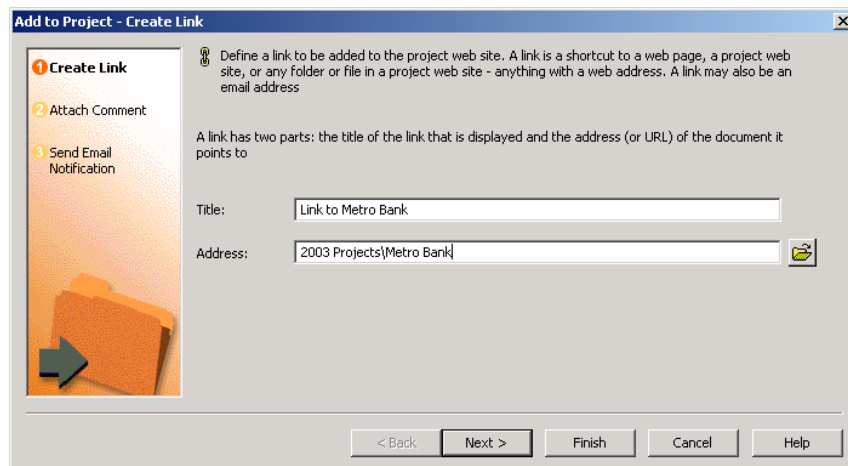 Add to Project - Create Link
1 Create Link
2 Attach Comment
3 Send Email
Notification
Define a link to be added to the project web site. A link is a shortcut to a web page, a project web
site, or any folder or file in a project web site - anything with a web address. A link may also be an
email address
A link has two parts: the title of the link that is displayed and the address (or URL) of the document it
points to
Title: Link to Metro Bank
Address: 2003 Projects\Metro Bank
< Back Next > Finish Cancel Help